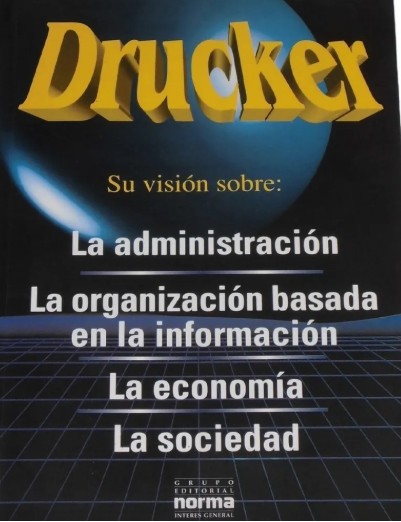 Drucker
Su visión sobre:
La administración
La organización basada
en la información
La economía
La sociedad
GRUPO
EDITORIAL
norma
INTERES GENERAL